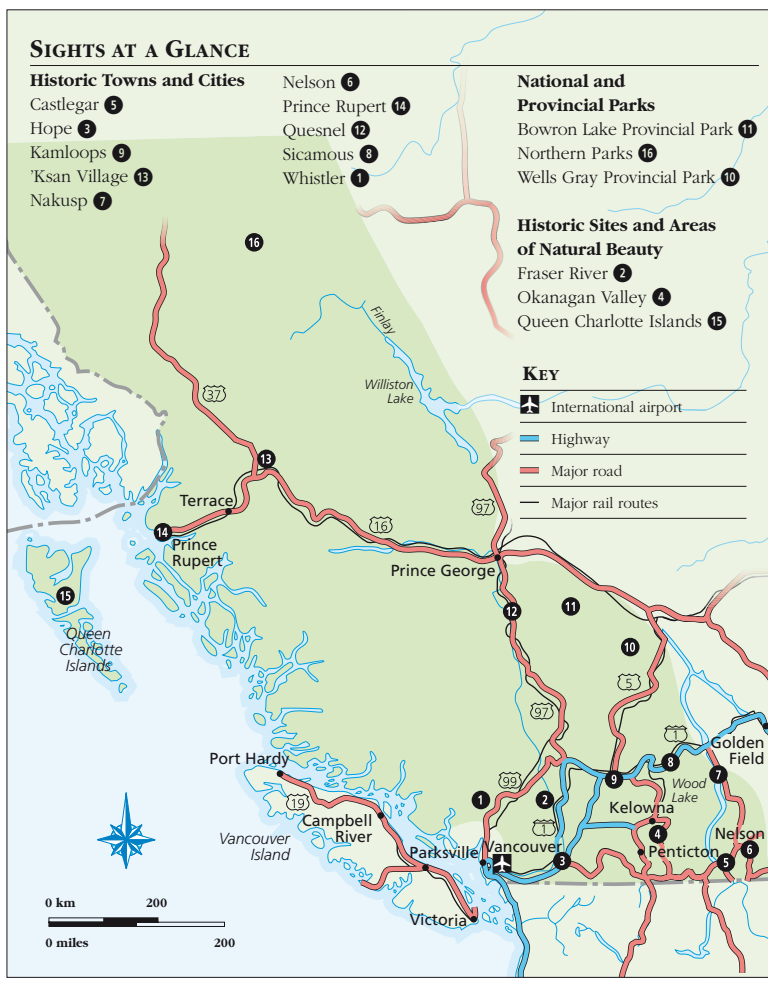 SIGHTS AT A GLANCE
Historic Towns and Cities
Castlegar 5
Hope 3
Kamloops 9
'Ksan Village 13
Nakusp 7
Nelson 6
Prince Rupert 14
Quesnel 12
Sicamous 8
Whistler 1
National and
Provincial Parks
Bowron Lake Provincial Park 11
Northern Parks 16
Wells Gray Provincial Park 10
Historic Sites and Areas
of Natural Beauty
Fraser River 2
Okanagan Valley 4
Queen Charlotte Islands 15
KEY
International airport
Highway
Major road
Major rail routes
16
Finlay
Williston
Lake
37
13
Terrace
14
Prince
Rupert
16
97
Prince George
15
Queen
Charlotte
Islands
12
11
10
5
97
1
Golden
Field
8
7
9
Wood
Lake
Port Hardy
19
99
1
2
1
Campbell
River
Kelowna
4
Nelson
6
Vancouver
Island
Parksville
Vancouver
3
Penticton
5
Victoria
0 km
200
0 miles
200